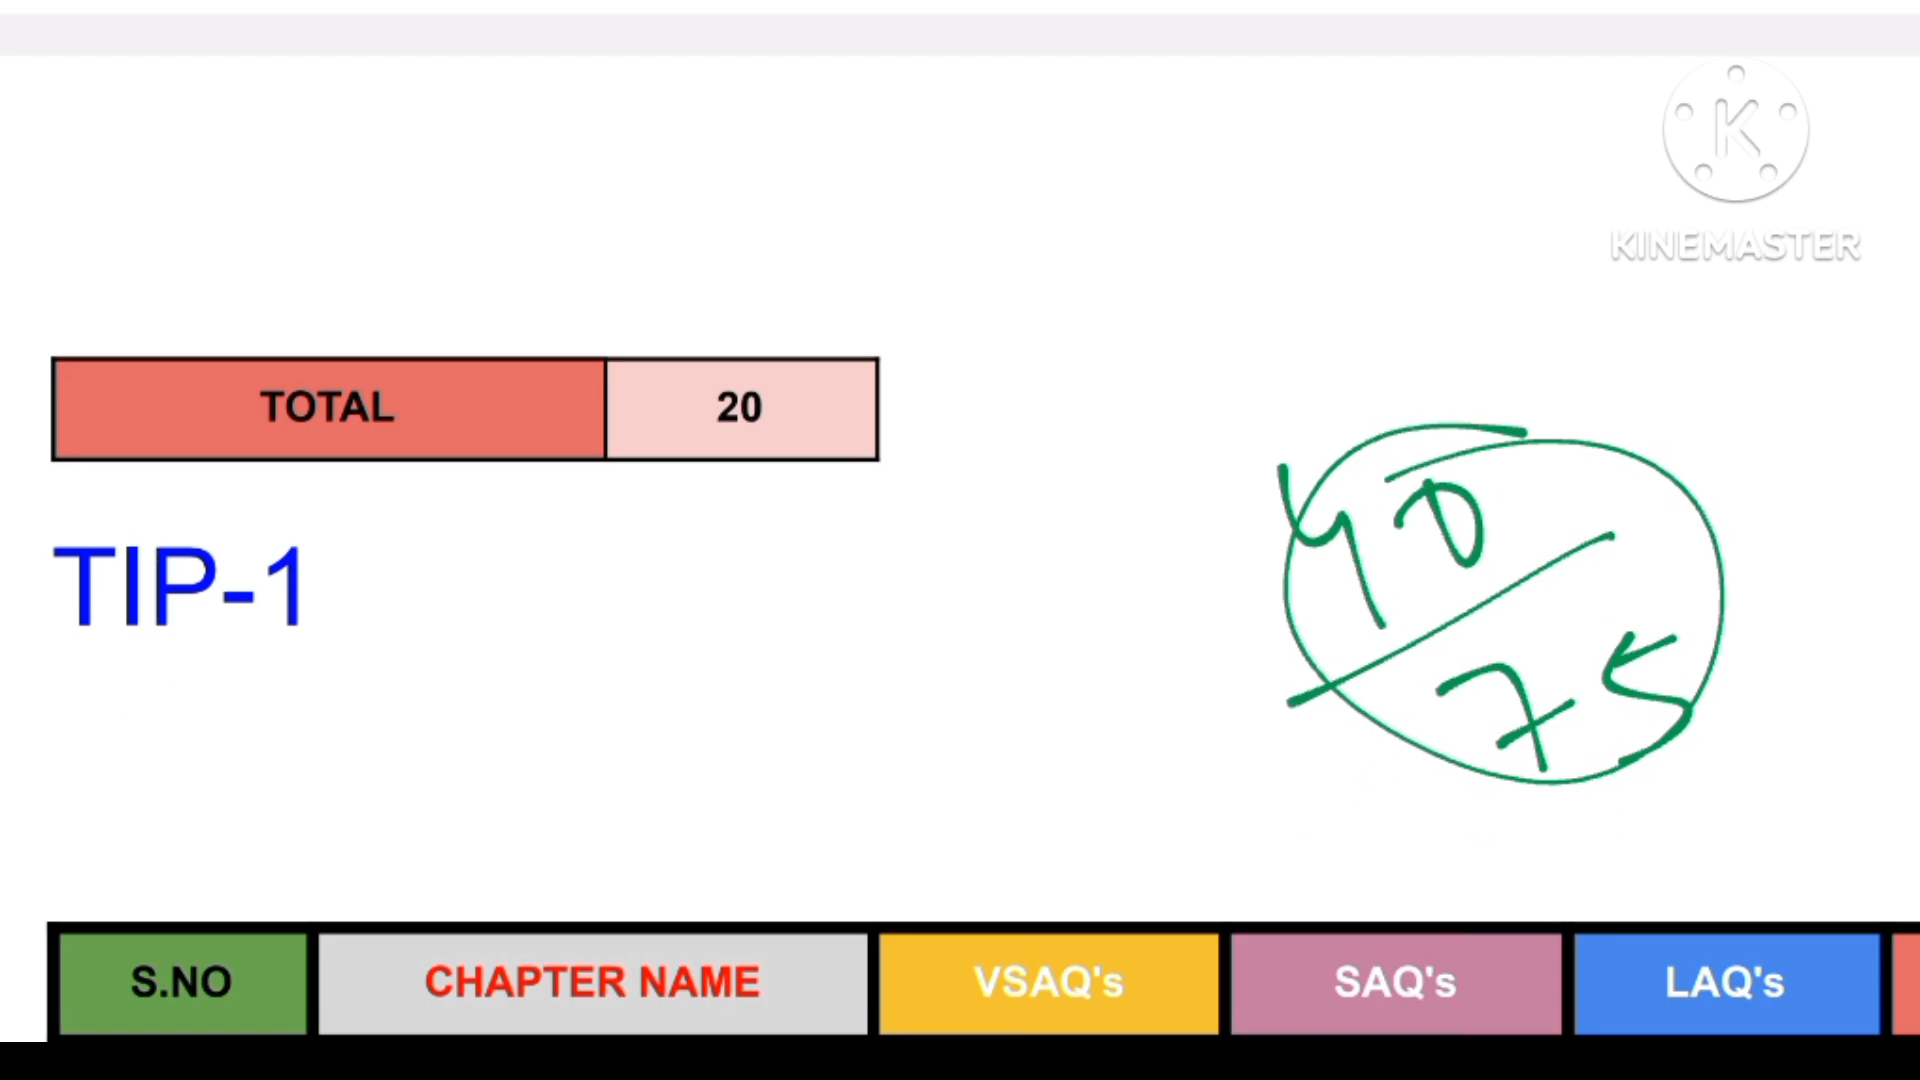 K
KINEMASTER
TOTAL 20
TIP-1
40
75
S.NO CHAPTER NAME VSAQ's SAQ's LAQ's